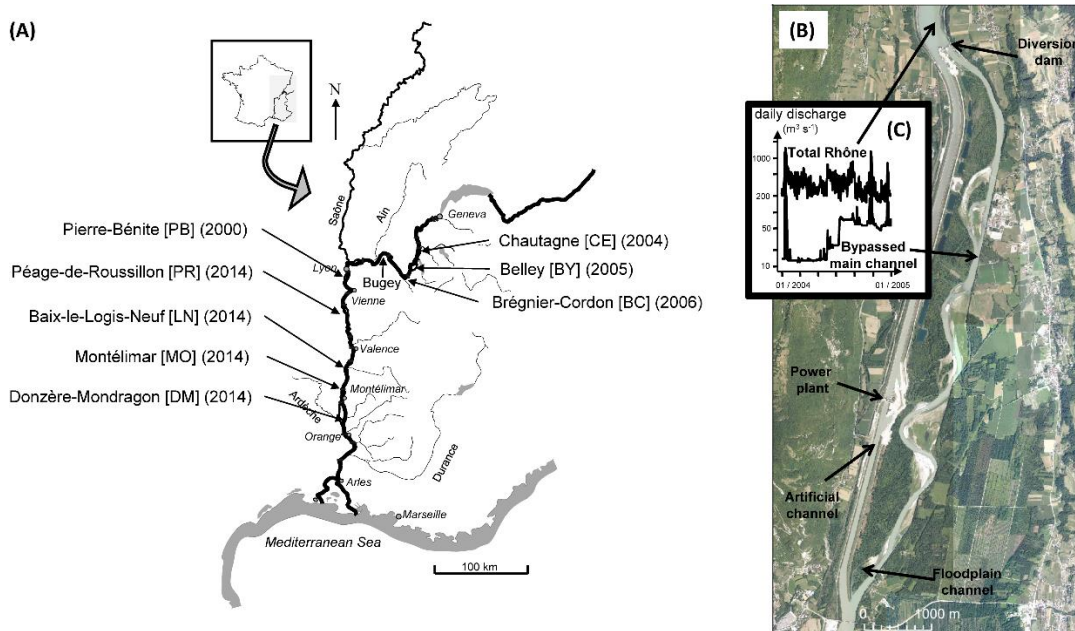 (A)
N
Saône
Ain
Geneva
Pierre-Bénite [PB] (2000)
Chautagne [CE] (2004)
Lyon
Belley [BY] (2005)
Péage-de-Roussillon [PR] (2014)
Bugey
Brégnier-Cordon [BC] (2006)
Vienne
Baix-le-Logis-Neuf [LN] (2014)
Valence
Montélimar [MO] (2014)
Montélimar
Donzère-Mondragon [DM] (2014)
Ardèche
Orange
Durance
Arles
Marseille
Mediterranean Sea
100 km
(B)
Diversion
dam
(C)
daily discharge
(m³ s⁻¹)
Total Rhône
1000
200
50
Bypassed
main channel
10
01 / 2004
01 / 2005
Power
plant
Artificial
channel
Floodplain
channel
0
1000 m